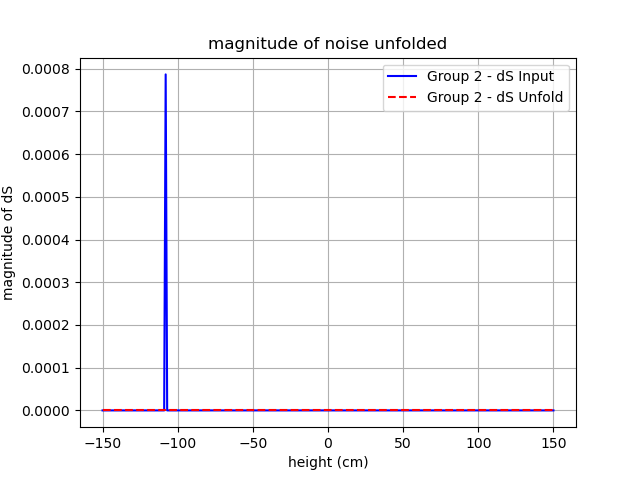 magnitude of noise unfolded
Group 2 - dS Input
Group 2 - dS Unfold
magnitude of dS
0.0008
0.0007
0.0006
0.0005
0.0004
0.0003
0.0002
0.0001
0.0000
−150 −100 −50 0 50 100 150
height (cm)